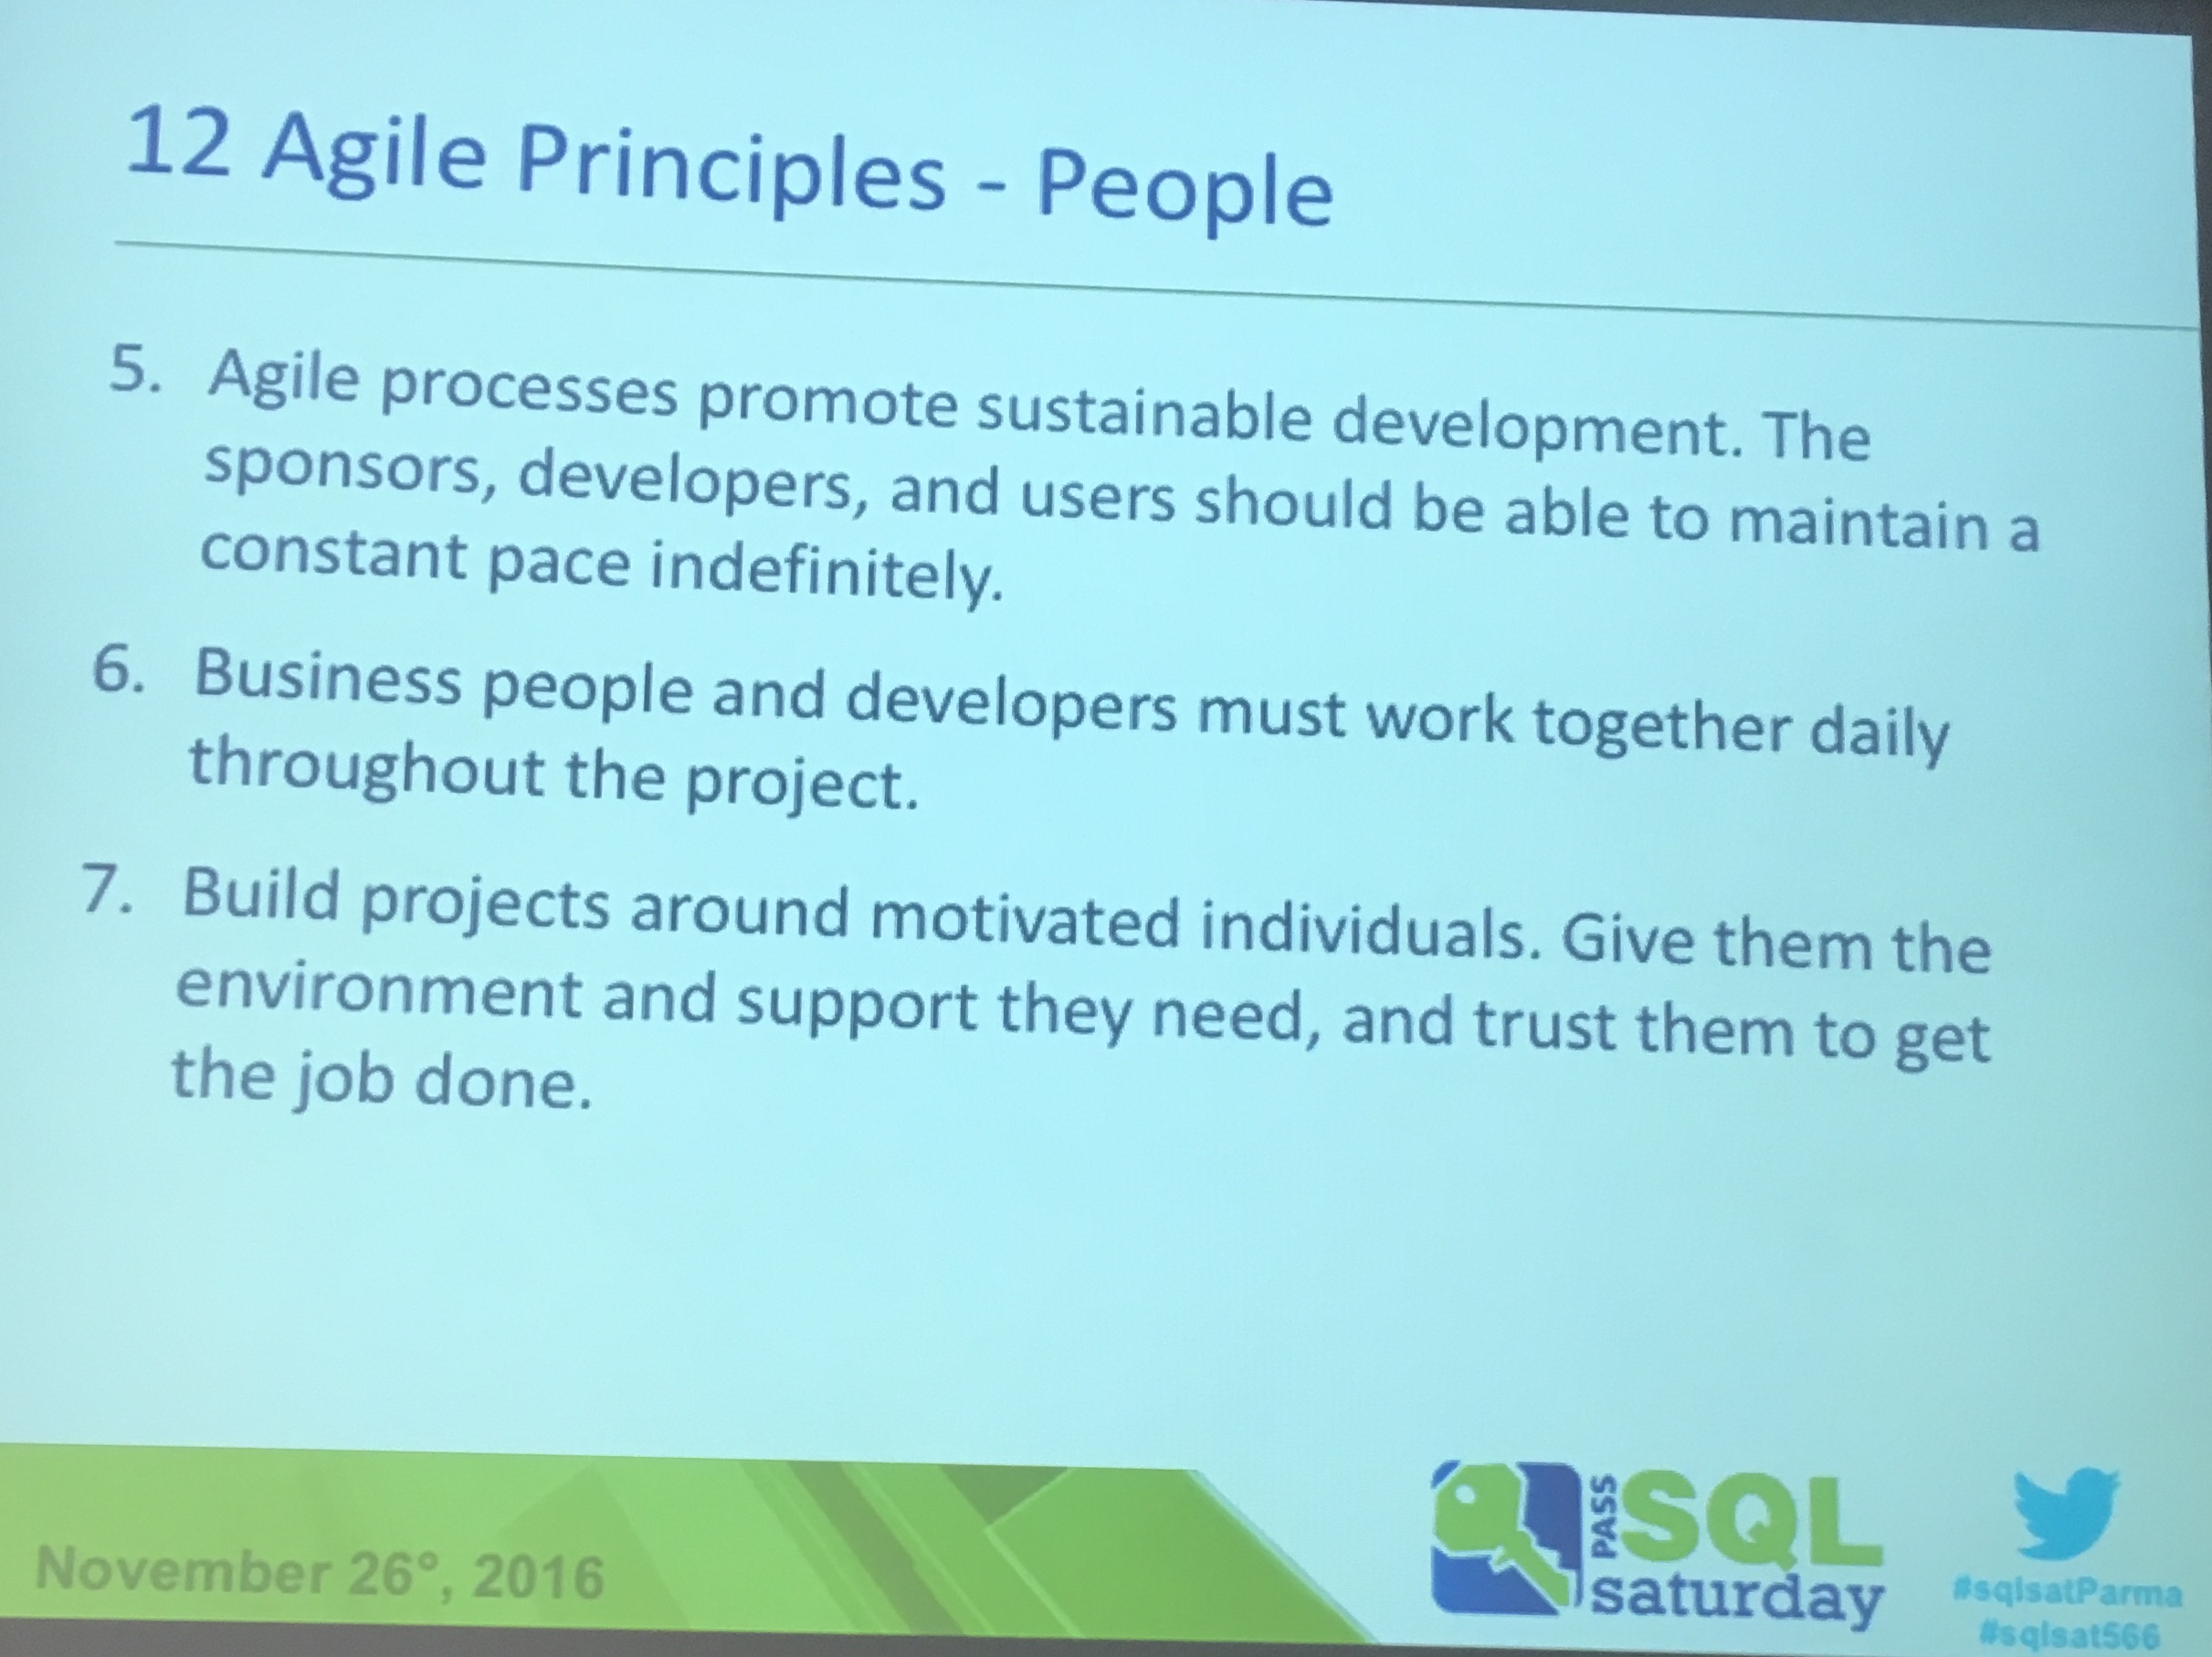 12 Agile Principles - People
5. Agile processes promote sustainable development. The
sponsors, developers, and users should be able to maintain a
constant pace indefinitely.
6. Business people and developers must work together daily
throughout the project.
7. Build projects around motivated individuals. Give them the
environment and support they need, and trust them to get
the job done.
November 26°, 2016
PASS
SQL
saturday
#sqlsatParma
#sqlsat566